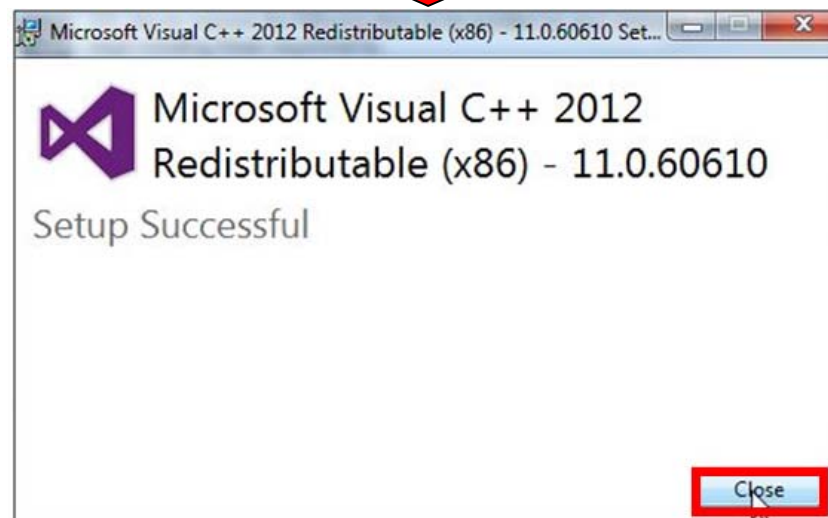 Microsoft Visual C++ 2012 Redistributable (x86) - 11.0.60610 Set...
Microsoft Visual C++ 2012
Redistributable (x86) - 11.0.60610
Setup Successful
Close